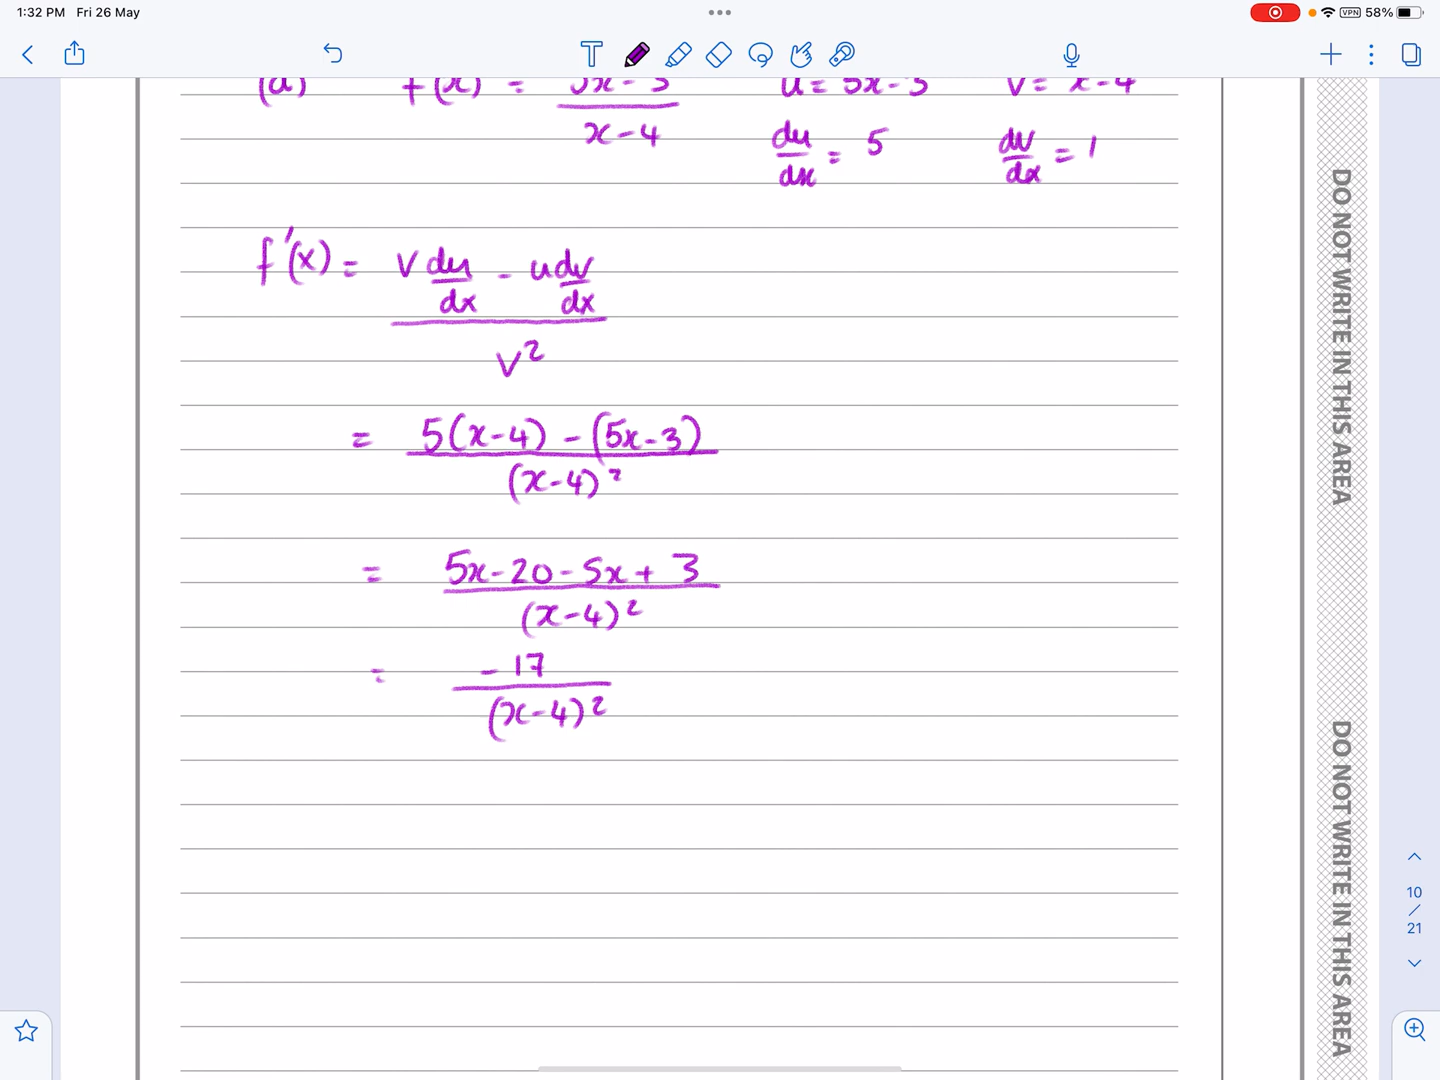 1:32 PM Fri 26 May
VPN 58%
T
(a) f(x) = 5x-3 u = 5x-3 v = x-4
x-4
du/dx = 5 dv/dx = 1
f'(x) = v du/dx - u dv/dx
v²
= 5(x-4) - (5x-3)
(x-4)²
= 5x-20-5x+3
(x-4)²
= -17
(x-4)²
DO NOT WRITE IN THIS AREA
DO NOT WRITE IN THIS AREA
10
/
21